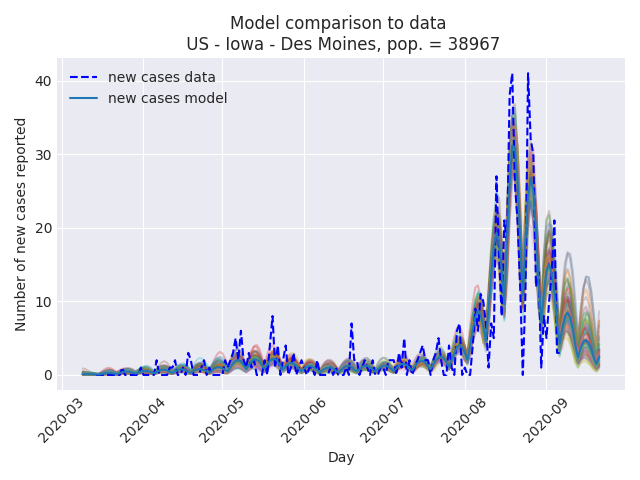 Model comparison to data
US - Iowa - Des Moines, pop. = 38967
new cases data
new cases model
Number of new cases reported
40
30
20
10
0
2020-03
2020-04
2020-05
2020-06
2020-07
2020-08
2020-09
Day